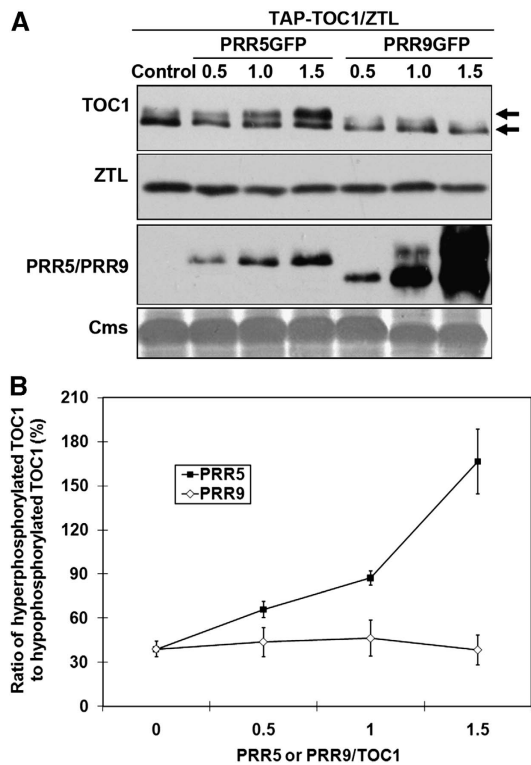 A
TAP-TOC1/ZTL
PRR5GFP PRR9GFP
Control 0.5 1.0 1.5 0.5 1.0 1.5
TOC1
ZTL
PRR5/PRR9
Cms
B
Ratio of hyperphosphorylated TOC1
to hypophosphorylated TOC1 (%)
210
180
150
120
90
60
30
0
PRR5
PRR9
0 0.5 1 1.5
PRR5 or PRR9/TOC1